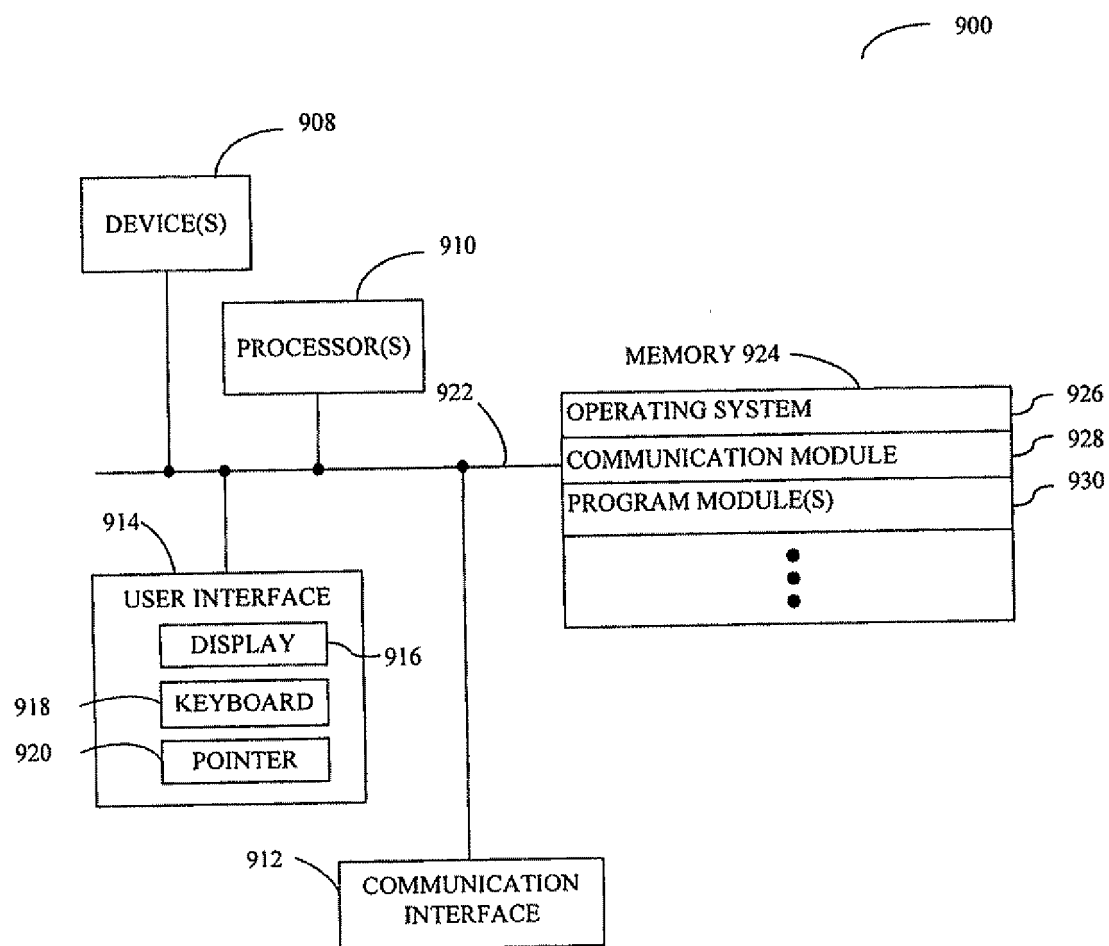 900
908
DEVICE(S)
910
PROCESSOR(S)
MEMORY 924
922
OPERATING SYSTEM
926
COMMUNICATION MODULE
928
PROGRAM MODULE(S)
930
914
USER INTERFACE
DISPLAY
916
918
KEYBOARD
920
POINTER
912
COMMUNICATION
INTERFACE